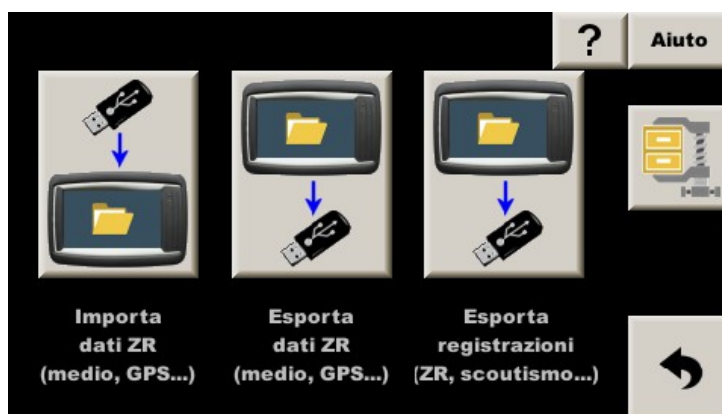 ? Aiuto
Importa
dati ZR
(medio, GPS...)
Esporta
dati ZR
(medio, GPS...)
Esporta
registrazioni
(ZR, scoutismo...)